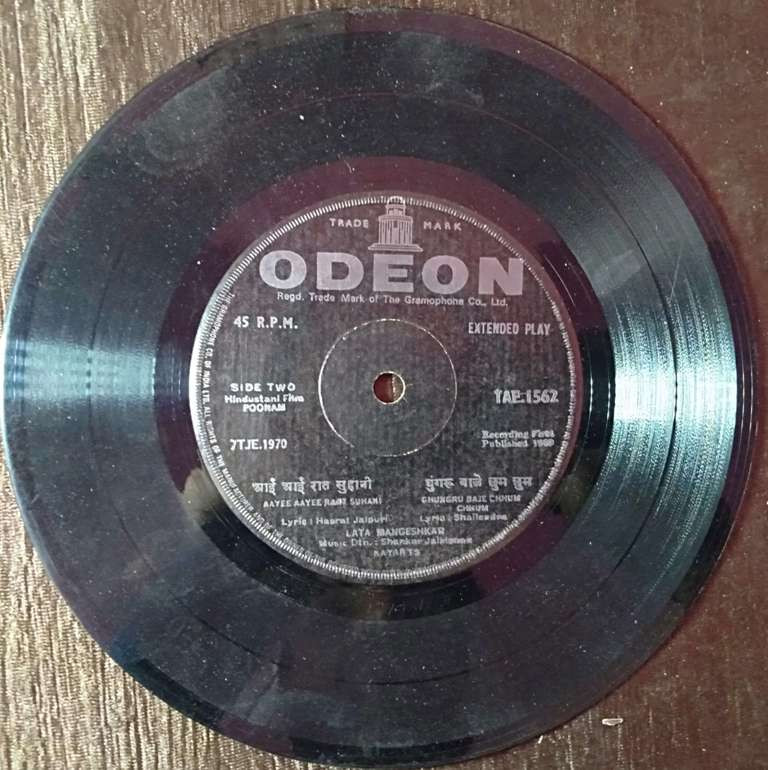 TRADE MARK
ODEON
Regd. Trade Mark of The Gramophone Co., Ltd.
45 R.P.M.
EXTENDED PLAY
SIDE TWO
Hindustani Film
POONAM
TAE.1562
7TJE.1970
Recording First
Published 1969
आई आई रात सुहानी
AAYEE AAYEE RAAT SUHANI
Lyric : Hasrat Jaipuri
घुंगरू बाजे छुम छुम
GHUNGRU BAJE CHHUM
CHHUM
Lyric : Shailendra
LATA MANGESHKAR
Music Dtn. : Shankar Jaikishan